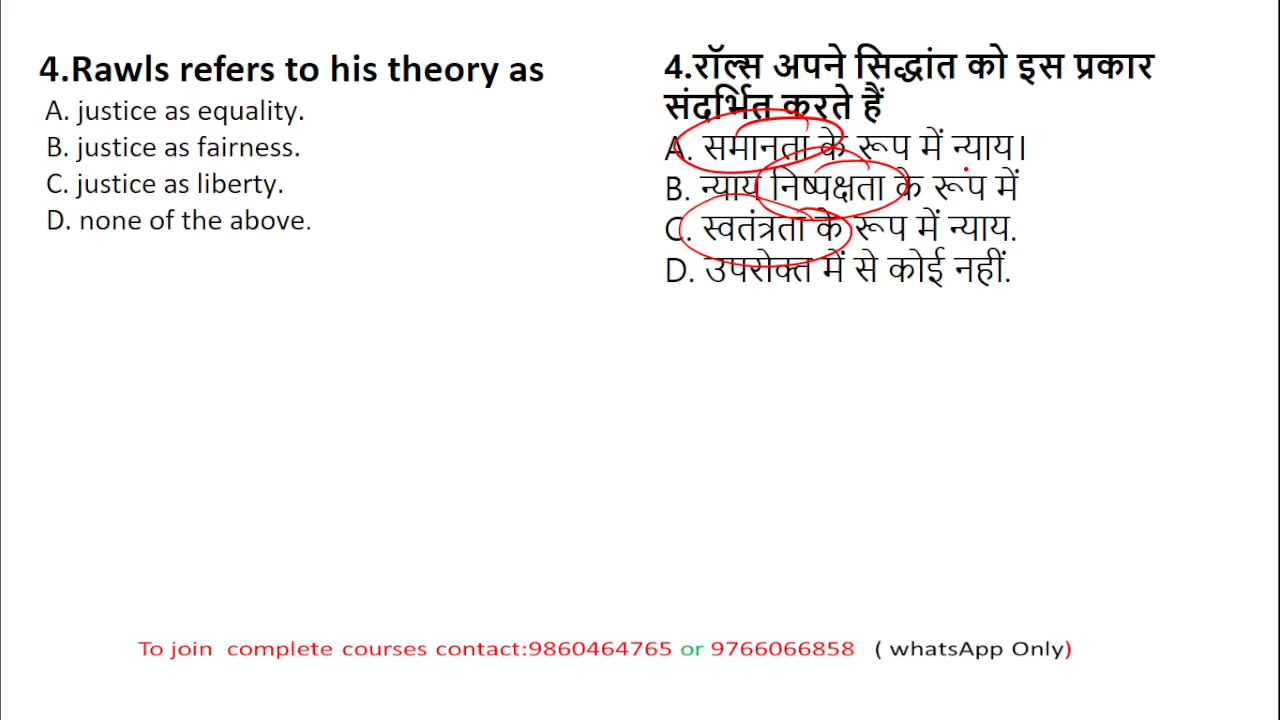 4.Rawls refers to his theory as
A. justice as equality.
B. justice as fairness.
C. justice as liberty.
D. none of the above.
4.रॉल्स अपने सिद्धांत को इस प्रकार
संदर्भित करते हैं
A. समानता के रूप में न्याय।
B. न्याय निष्पक्षता के रूप में
C. स्वतंत्रता के रूप में न्याय.
D. उपरोक्त में से कोई नहीं.
To join complete courses contact:9860464765 or 9766066858 ( whatsApp Only)